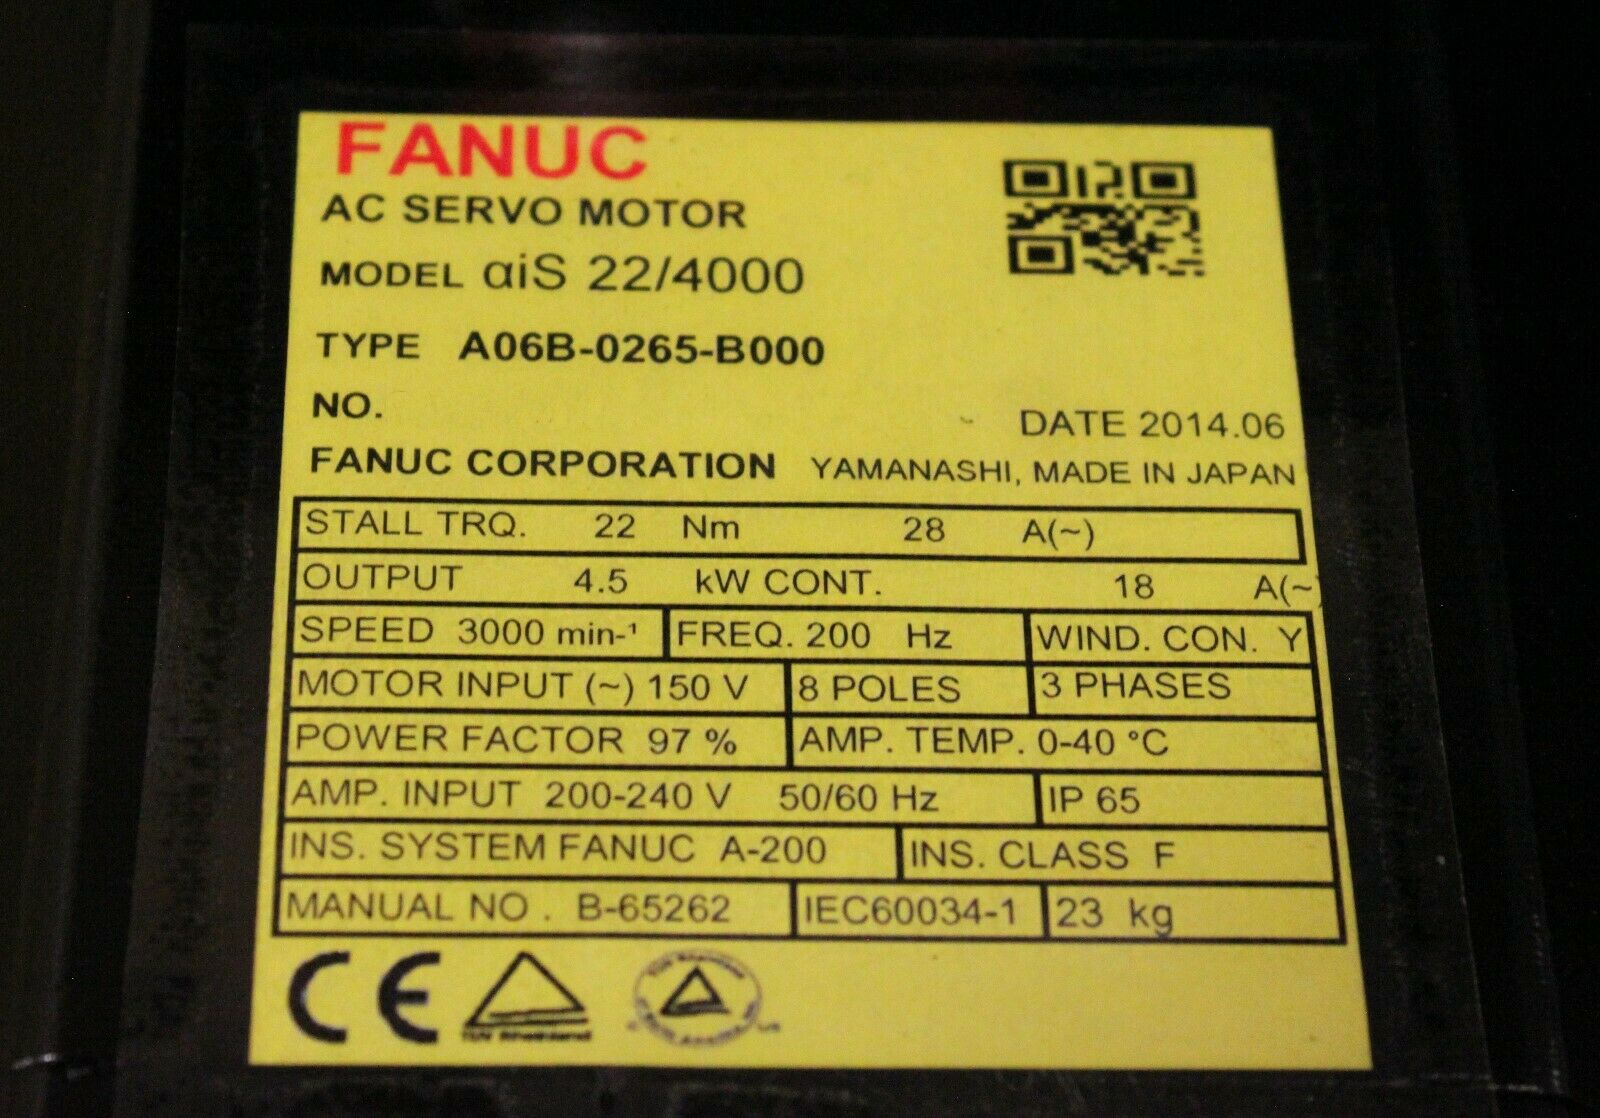 FANUC
AC SERVO MOTOR
MODEL αiS 22/4000
TYPE A06B-0265-B000
NO.
DATE 2014.06
FANUC CORPORATION YAMANASHI, MADE IN JAPAN
STALL TRQ. 22 Nm 28 A(~)
OUTPUT 4.5 kW CONT. 18 A(~)
SPEED 3000 min-¹ FREQ. 200 Hz WIND. CON. Y
MOTOR INPUT (~) 150 V 8 POLES 3 PHASES
POWER FACTOR 97 % AMP. TEMP. 0-40 °C
AMP. INPUT 200-240 V 50/60 Hz IP 65
INS. SYSTEM FANUC A-200 INS. CLASS F
MANUAL NO . B-65262 IEC60034-1 23 kg
CE